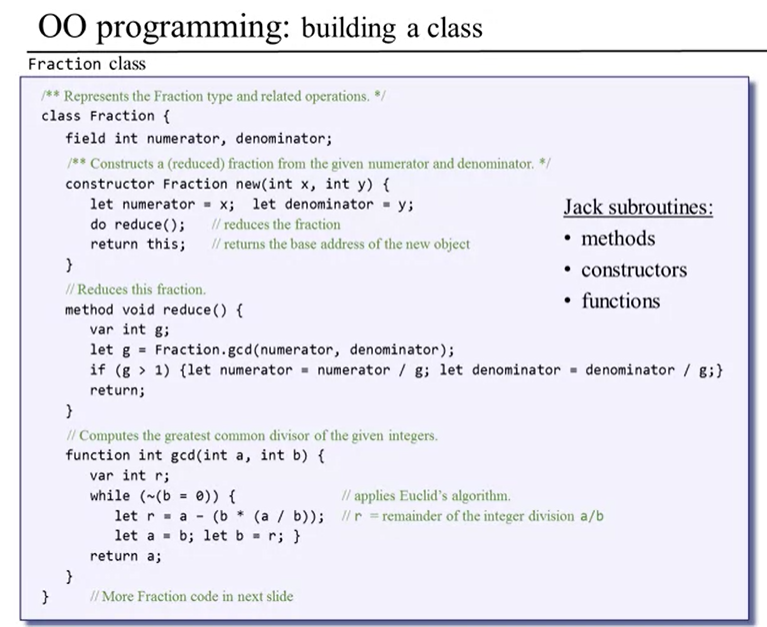 OO programming: building a class
Fraction class
/** Represents the Fraction type and related operations. */
class Fraction {
field int numerator, denominator;
/** Constructs a (reduced) fraction from the given numerator and denominator. */
constructor Fraction new(int x, int y) {
let numerator = x; let denominator = y;
do reduce(); // reduces the fraction
return this; // returns the base address of the new object
}
// Reduces this fraction.
method void reduce() {
var int g;
let g = Fraction.gcd(numerator, denominator);
if (g > 1) {let numerator = numerator / g; let denominator = denominator / g;}
return;
}
// Computes the greatest common divisor of the given integers.
function int gcd(int a, int b) {
var int r;
while (~(b = 0)) { // applies Euclid's algorithm.
let r = a - (b * (a / b)); // r = remainder of the integer division a/b
let a = b; let b = r; }
return a;
}
} // More Fraction code in next slide
Jack subroutines:
• methods
• constructors
• functions